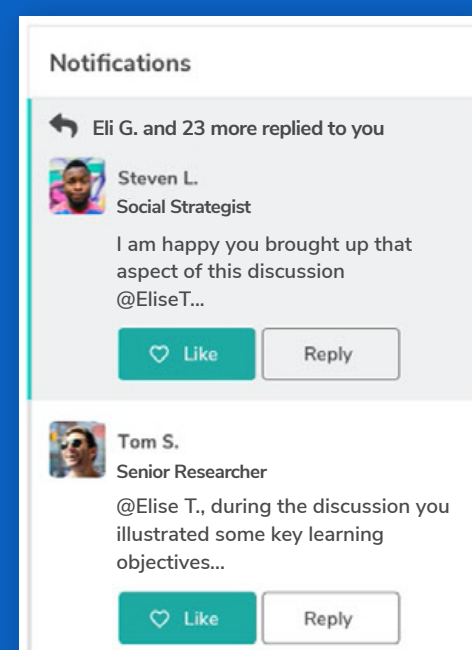 Notifications
Eli G. and 23 more replied to you
Steven L.
Social Strategist
I am happy you brought up that
aspect of this discussion
@EliseT...
Like
Reply
Tom S.
Senior Researcher
@Elise T., during the discussion you
illustrated some key learning
objectives...
Like
Reply